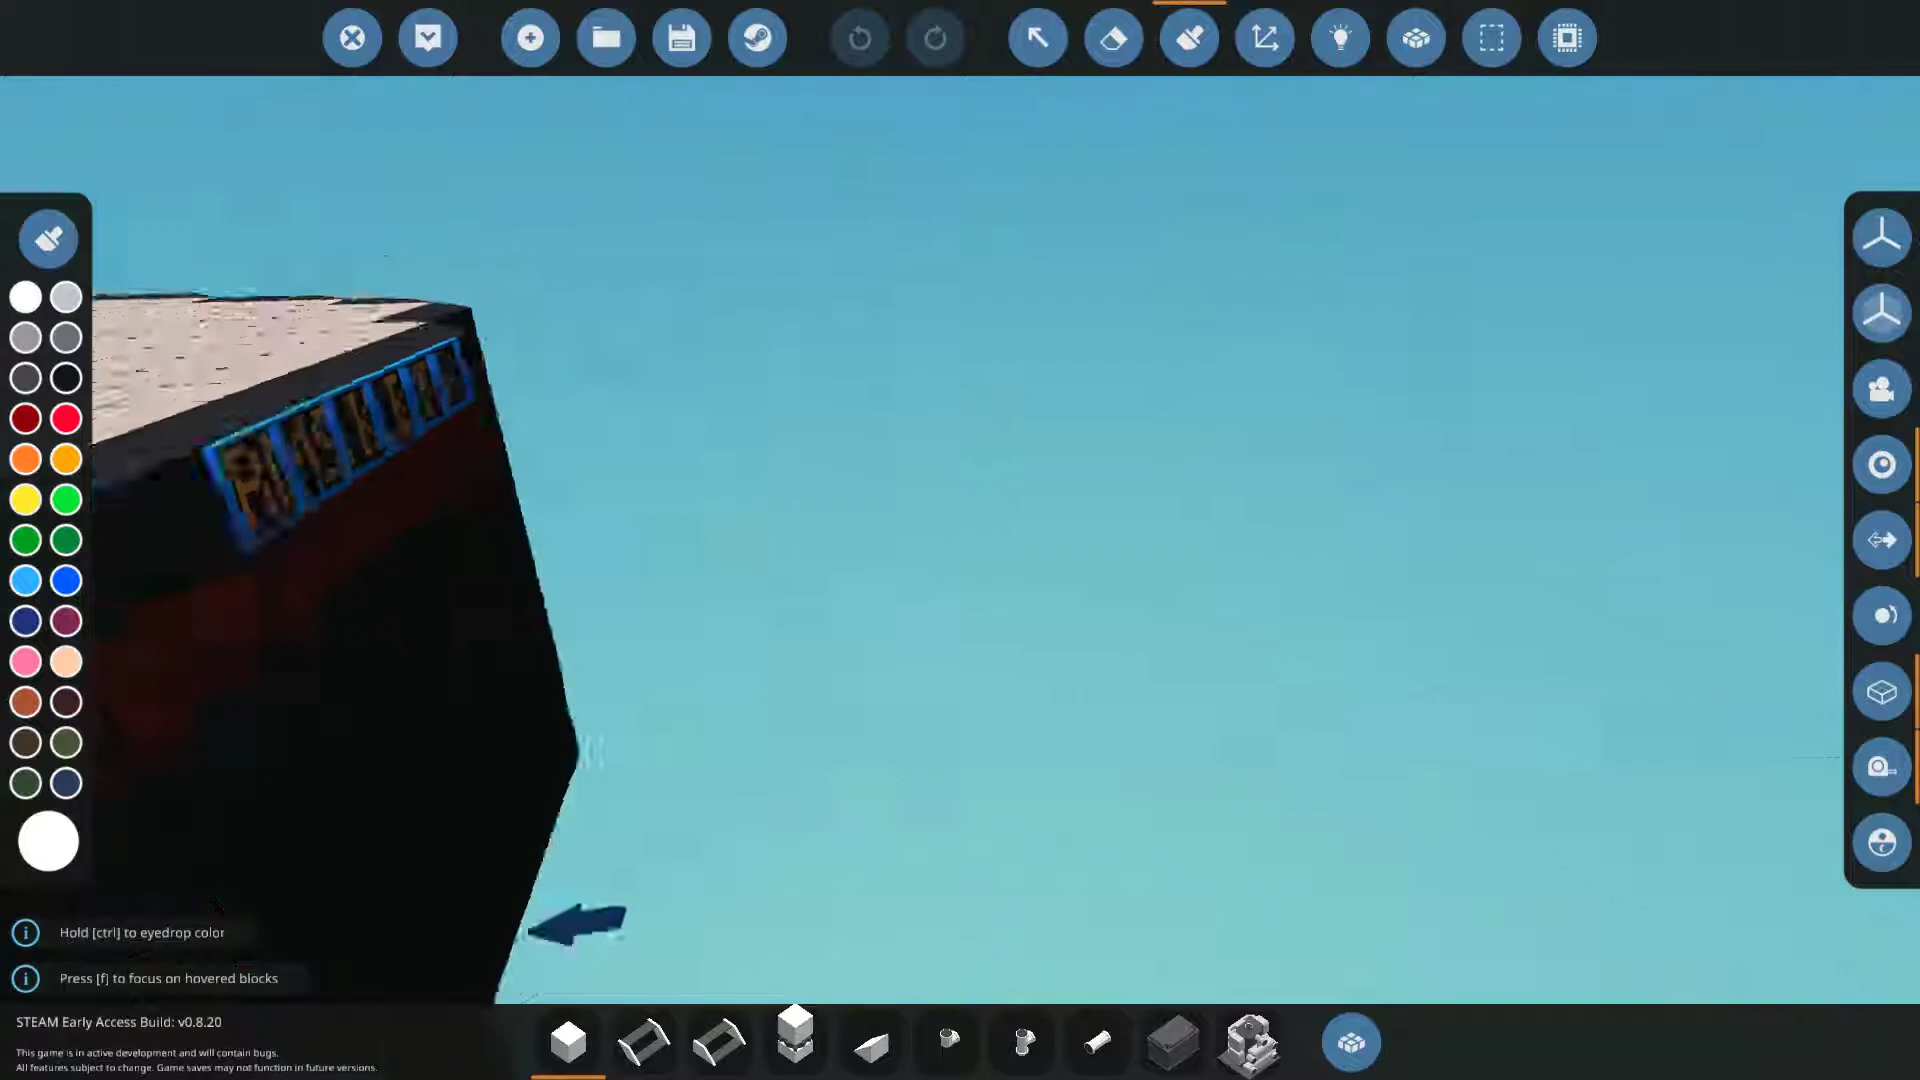 Hold [ctrl] to eyedrop color
Press [f] to focus on hovered blocks
STEAM Early Access Build: v0.8.20
This game is in active development and will contain bugs.
All features subject to change. Game saves may not function in future versions.